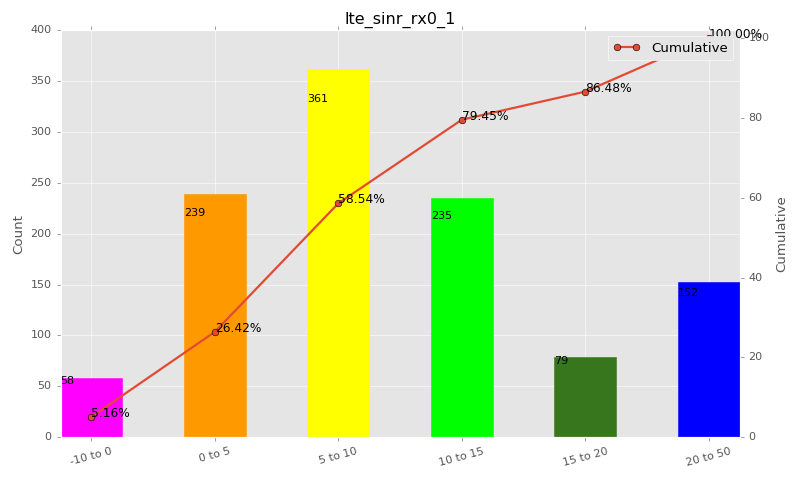 lte_sinr_rx0_1
Cumulative
Count
Cumulative
400
350
300
250
200
150
100
50
0
100
80
60
40
20
0
58
239
361
235
79
152
5.16%
26.42%
58.54%
79.45%
86.48%
100.00%
-10 to 0
0 to 5
5 to 10
10 to 15
15 to 20
20 to 50